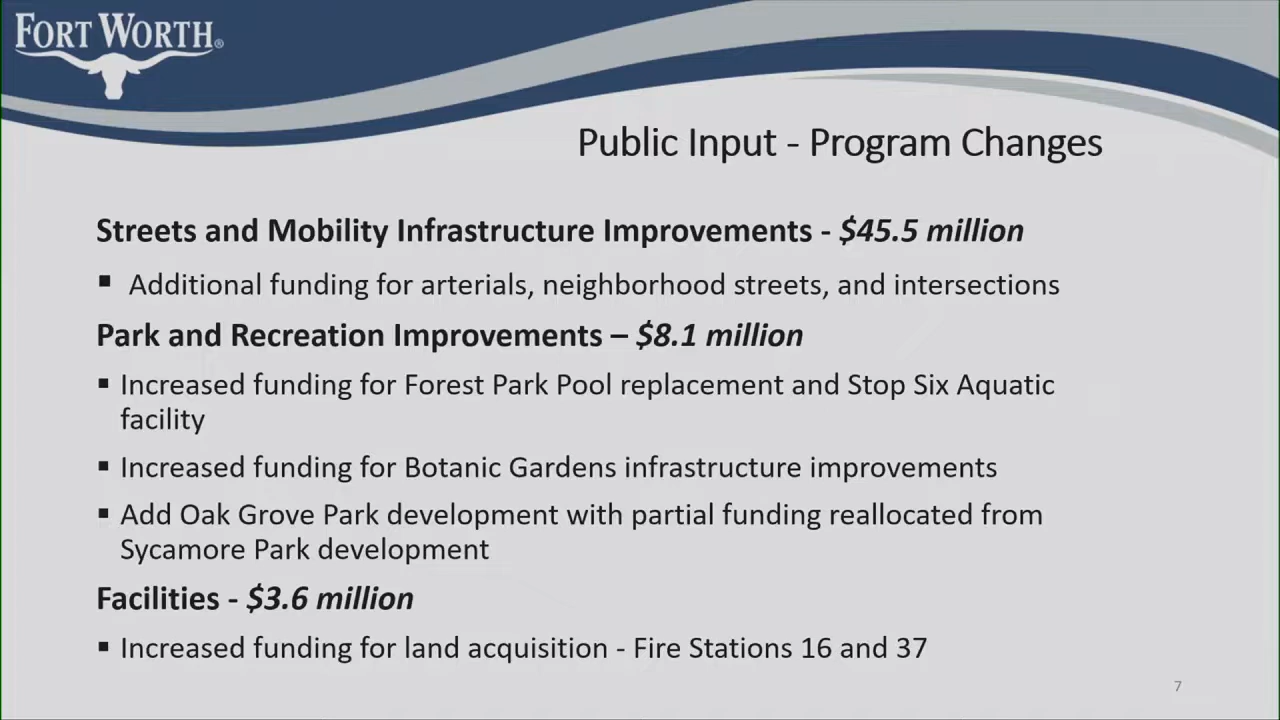 FORT WORTH®
Public Input - Program Changes
Streets and Mobility Infrastructure Improvements - $45.5 million
▪ Additional funding for arterials, neighborhood streets, and intersections
Park and Recreation Improvements – $8.1 million
▪ Increased funding for Forest Park Pool replacement and Stop Six Aquatic
facility
▪ Increased funding for Botanic Gardens infrastructure improvements
▪ Add Oak Grove Park development with partial funding reallocated from
Sycamore Park development
Facilities - $3.6 million
▪ Increased funding for land acquisition - Fire Stations 16 and 37
7